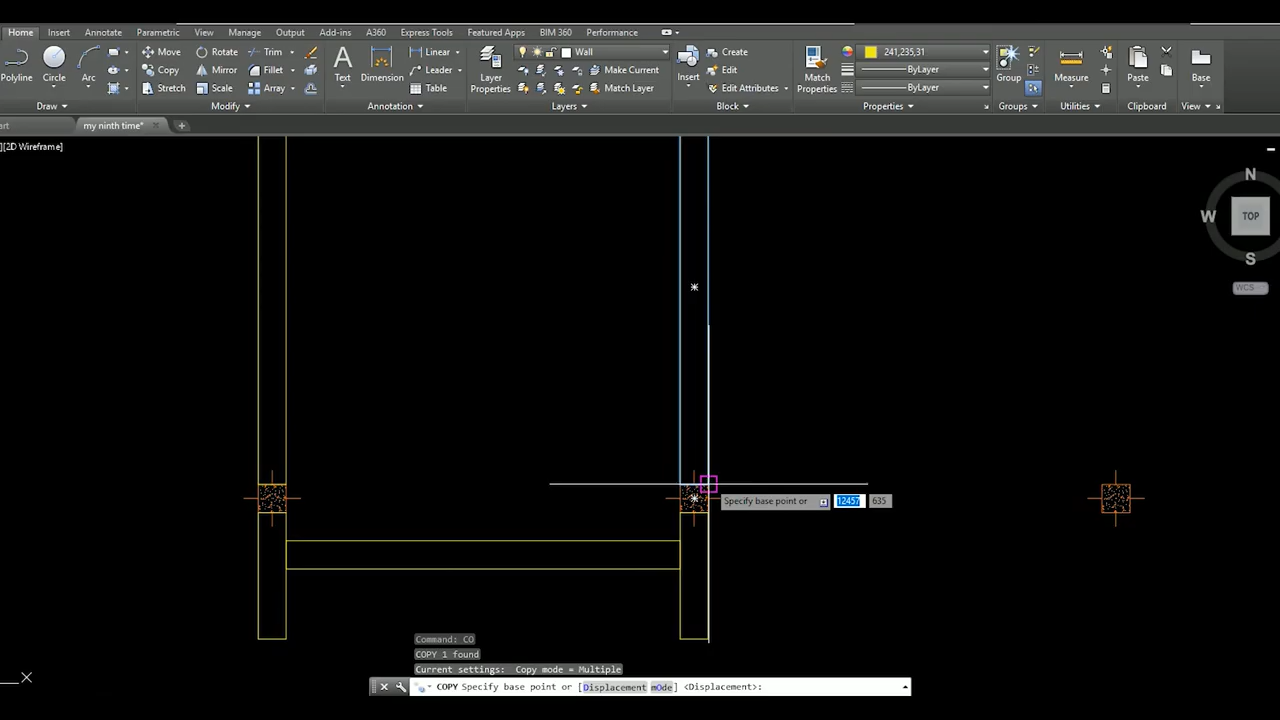 Home Insert Annotate Parametric View Manage Output Add-ins A360 Express Tools Featured Apps BIM 360 Performance
Move Rotate Trim Linear Wall Create 241,235,31
Copy Mirror Fillet Leader Make Current Edit ByLayer
Stretch Scale Array Table Match Layer Edit Attributes ByLayer
Polyline Circle Arc Text Dimension Layer Properties Insert Match Properties Group Measure Paste Base
Draw Modify Annotation Layers Block Properties Groups Utilities Clipboard View
art my ninth time*
][2D Wireframe]
N
W TOP
S
WCS
Specify base point or 12457 635
Command: CO
COPY 1 found
Current settings: Copy mode = Multiple
COPY Specify base point or [Displacement mOde] <Displacement>: